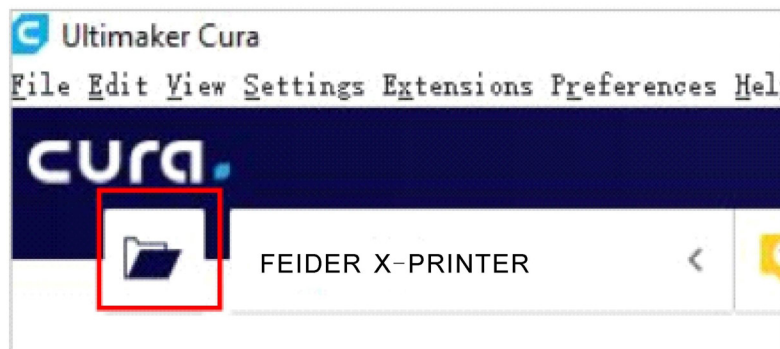 Ultimaker Cura
File Edit View Settings Extensions Preferences Hel
cura.
FEIDER X-PRINTER